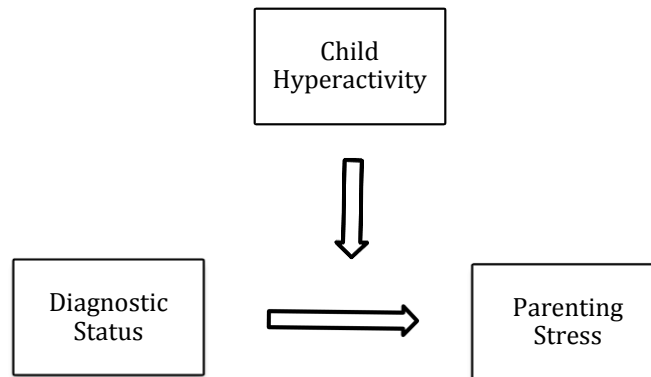 Child
Hyperactivity
Diagnostic
Status
Parenting
Stress